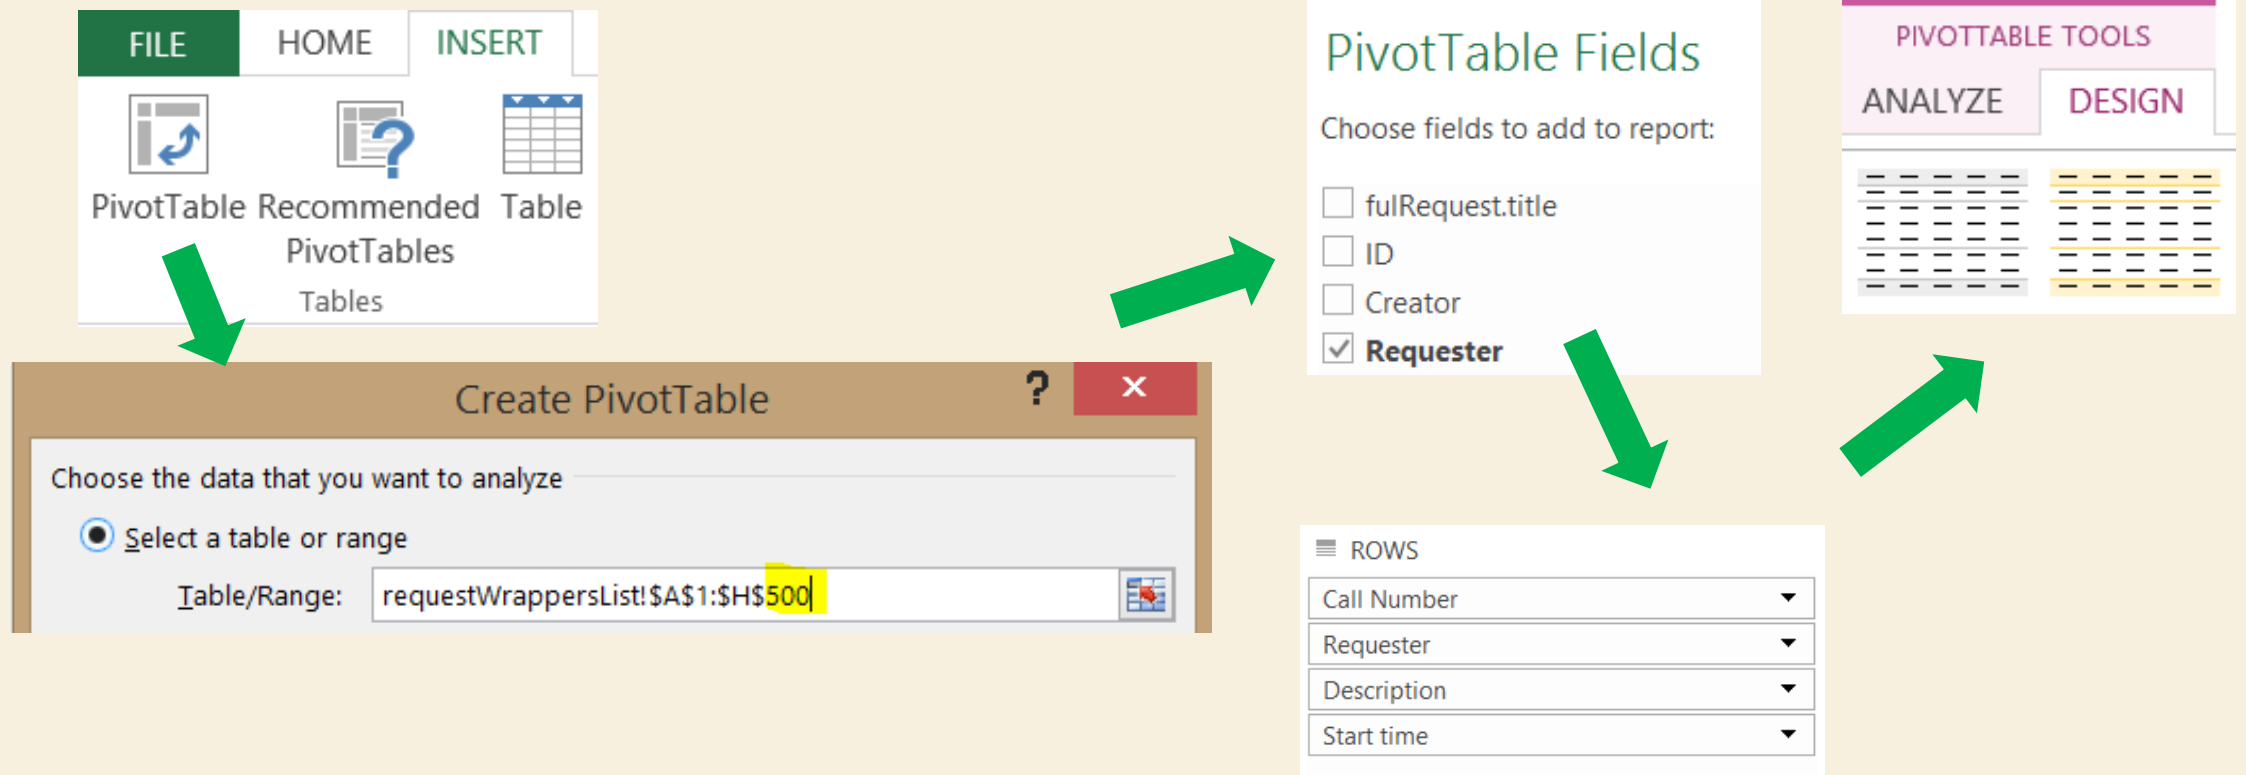 FILE HOME INSERT
PivotTable Recommended Table
PivotTables
Tables
Create PivotTable ? x
Choose the data that you want to analyze
Select a table or range
Table/Range: requestWrappersList!$A$1:$H$500
PivotTable Fields
Choose fields to add to report:
fulRequest.title
ID
Creator
Requester
ROWS
Call Number
Requester
Description
Start time
PIVOTTABLE TOOLS
ANALYZE DESIGN